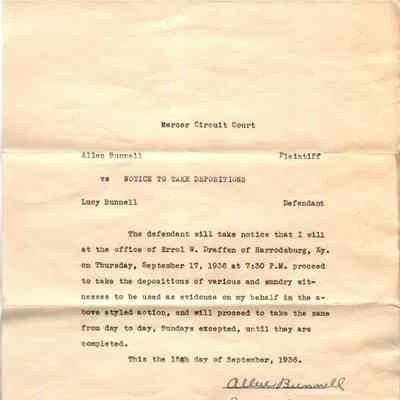 Mercer Circuit Court
Allen Bunnell Plaintiff
vs NOTICE TO TAKE DEPOSITIONS
Lucy Bunnell Defendant
The defendant will take notice that I will
at the office of Errol W. Draffen of Harrodsburg, Ky.
on Thursday, September 17, 1936 at 7:30 P.M. proceed
to take the depositions of various and sundry wit-
nesses to be used as evidence on my behalf in the a-
bove styled action, and will proceed to take the same
from day to day, Sundays excepted, until they are
completed.
This the 15th day of September, 1936.
Allen Bunnell